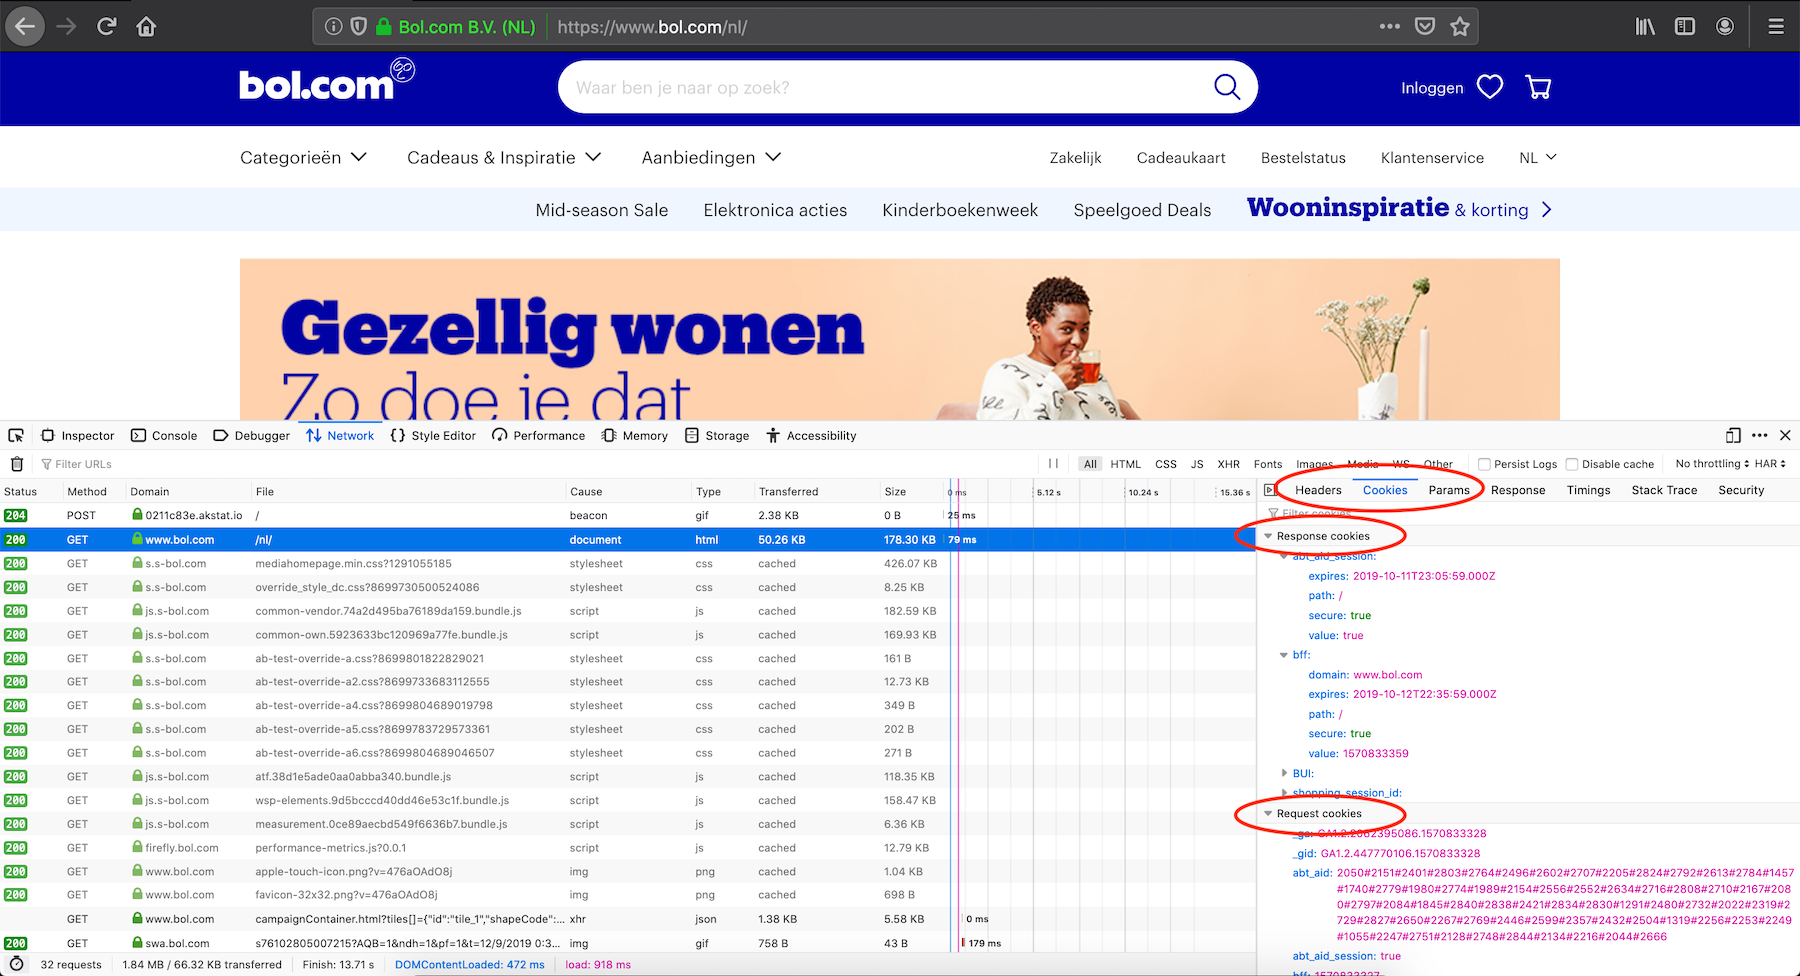 Bol.com B.V. (NL) https://www.bol.com/nl/
bol.com go
Waar ben je naar op zoek?
Inloggen
Categorieën Cadeaus & Inspiratie Aanbiedingen Zakelijk Cadeaukaart Bestelstatus Klantenservice NL
Mid-season Sale Elektronica acties Kinderboekenweek Speelgoed Deals Wooninspiratie & korting
Gezellig wonen
Zo doe je dat
Inspector Console Debugger Network Style Editor Performance Memory Storage Accessibility
Filter URLs All HTML CSS JS XHR Fonts Images Media WS Other Persist Logs Disable cache No throttling HAR
Status Method Domain File Cause Type Transferred Size 0 ms 5.12 s 10.24 s 15.36 s
204 POST 0211c83e.akstat.io / beacon gif 2.38 KB 0 B 25 ms
200 GET www.bol.com /nl/ document html 50.26 KB 178.30 KB 79 ms
200 GET s.s-bol.com mediahomepage.min.css?1291055185 stylesheet css cached 426.07 KB
200 GET s.s-bol.com override_style_dc.css?8699730500524086 stylesheet css cached 8.25 KB
200 GET js.s-bol.com common-vendor.74a2d495ba76189da159.bundle.js script js cached 182.59 KB
200 GET js.s-bol.com common-own.5923633bc120969a77fe.bundle.js script js cached 169.93 KB
200 GET s.s-bol.com ab-test-override-a.css?8699801822829021 stylesheet css cached 161 B
200 GET s.s-bol.com ab-test-override-a2.css?8699733683112555 stylesheet css cached 12.73 KB
200 GET s.s-bol.com ab-test-override-a4.css?8699804689019798 stylesheet css cached 349 B
200 GET s.s-bol.com ab-test-override-a5.css?8699783729573361 stylesheet css cached 202 B
200 GET s.s-bol.com ab-test-override-a6.css?8699804689046507 stylesheet css cached 271 B
200 GET js.s-bol.com atf.38d1e5ade0aa0abba340.bundle.js script js cached 118.35 KB
200 GET js.s-bol.com wsp-elements.9d5bcccd40dd46e53c1f.bundle.js script js cached 158.47 KB
200 GET js.s-bol.com measurement.0ce89aecbd549f6636b7.bundle.js script js cached 6.36 KB
200 GET firefly.bol.com performance-metrics.js?0.0.1 script js cached 12.79 KB
200 GET www.bol.com apple-touch-icon.png?v=476aOAdO8j img png cached 1.04 KB
200 GET www.bol.com favicon-32x32.png?v=476aOAdO8j img png cached 698 B
GET www.bol.com campaignContainer.html?tiles[]={"id":"tile_1","shapeCode":... xhr json 1.38 KB 5.58 KB 0 ms
200 GET swa.bol.com s76102805007215?AQB=1&ndh=1&pf=1&t=12/9/2019 0:3... img gif 758 B 43 B 179 ms
32 requests 1.84 MB / 66.32 KB transferred Finish: 13.71 s DOMContentLoaded: 472 ms load: 918 ms
Headers Cookies Params Response Timings Stack Trace Security
Filter cookies
Response cookies
abt_aid_session:
expires: 2019-10-11T23:05:59.000Z
path: /
secure: true
value: true
bff:
domain: www.bol.com
expires: 2019-10-12T22:35:59.000Z
path: /
secure: true
value: 1570833359
BUI:
shopping_session_id:
Request cookies
_ga: GA1.2.2062395086.1570833328
_gid: GA1.2.447770106.1570833328
abt_aid: 2050#2151#2401#2803#2764#2496#2602#2707#2205#2824#2792#2613#2784#1457
#1740#2779#1980#2774#1989#2154#2556#2552#2634#2716#2808#2710#2167#208
0#2797#2084#1845#2840#2838#2421#2834#2830#1291#2480#2732#2022#2319#2
729#2827#2650#2267#2769#2446#2599#2357#2432#2504#1319#2256#2253#2249
#1055#2247#2751#2128#2748#2844#2134#2216#2044#2666
abt_aid_session: true
bff: 1570833327